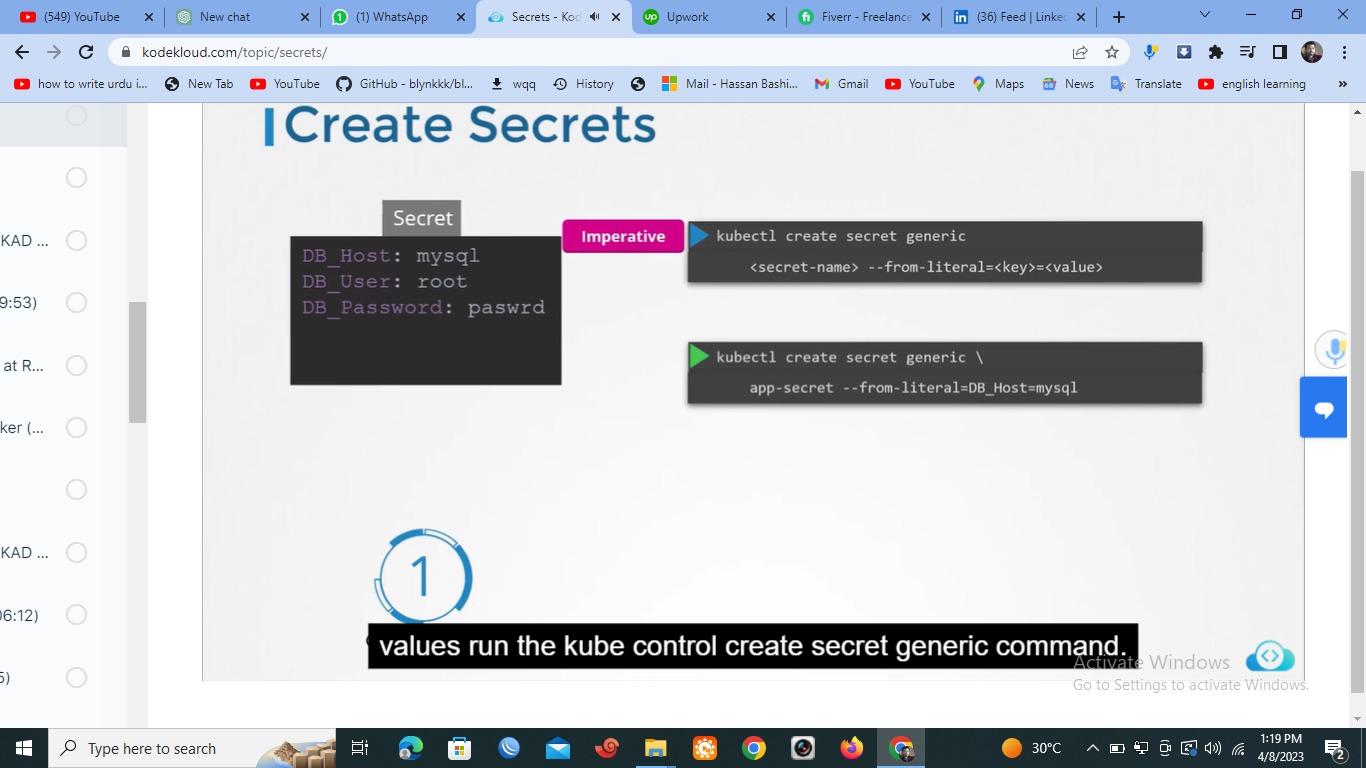 (549) YouTube
New chat
(1) WhatsApp
Secrets - Kod
Upwork
Fiverr - Freelance
(36) Feed | Linked
kodekloud.com/topic/secrets/
how to write urdu i...
New Tab
YouTube
GitHub - blynkkk/bl...
wqq
History
Mail - Hassan Bashi...
Gmail
YouTube
Maps
News
Translate
english learning
»
Create Secrets
Secret
DB_Host: mysql
DB_User: root
DB_Password: paswrd
Imperative
kubectl create secret generic
<secret-name> --from-literal=<key>=<value>
kubectl create secret generic \
app-secret --from-literal=DB_Host=mysql
KAD ...
9:53)
at R...
ker (...
KAD ...
06:12)
5)
1
values run the kube control create secret generic command.
Activate Windows
Go to Settings to activate Windows.
Type here to search
30°C
1:19 PM
4/8/2023
2